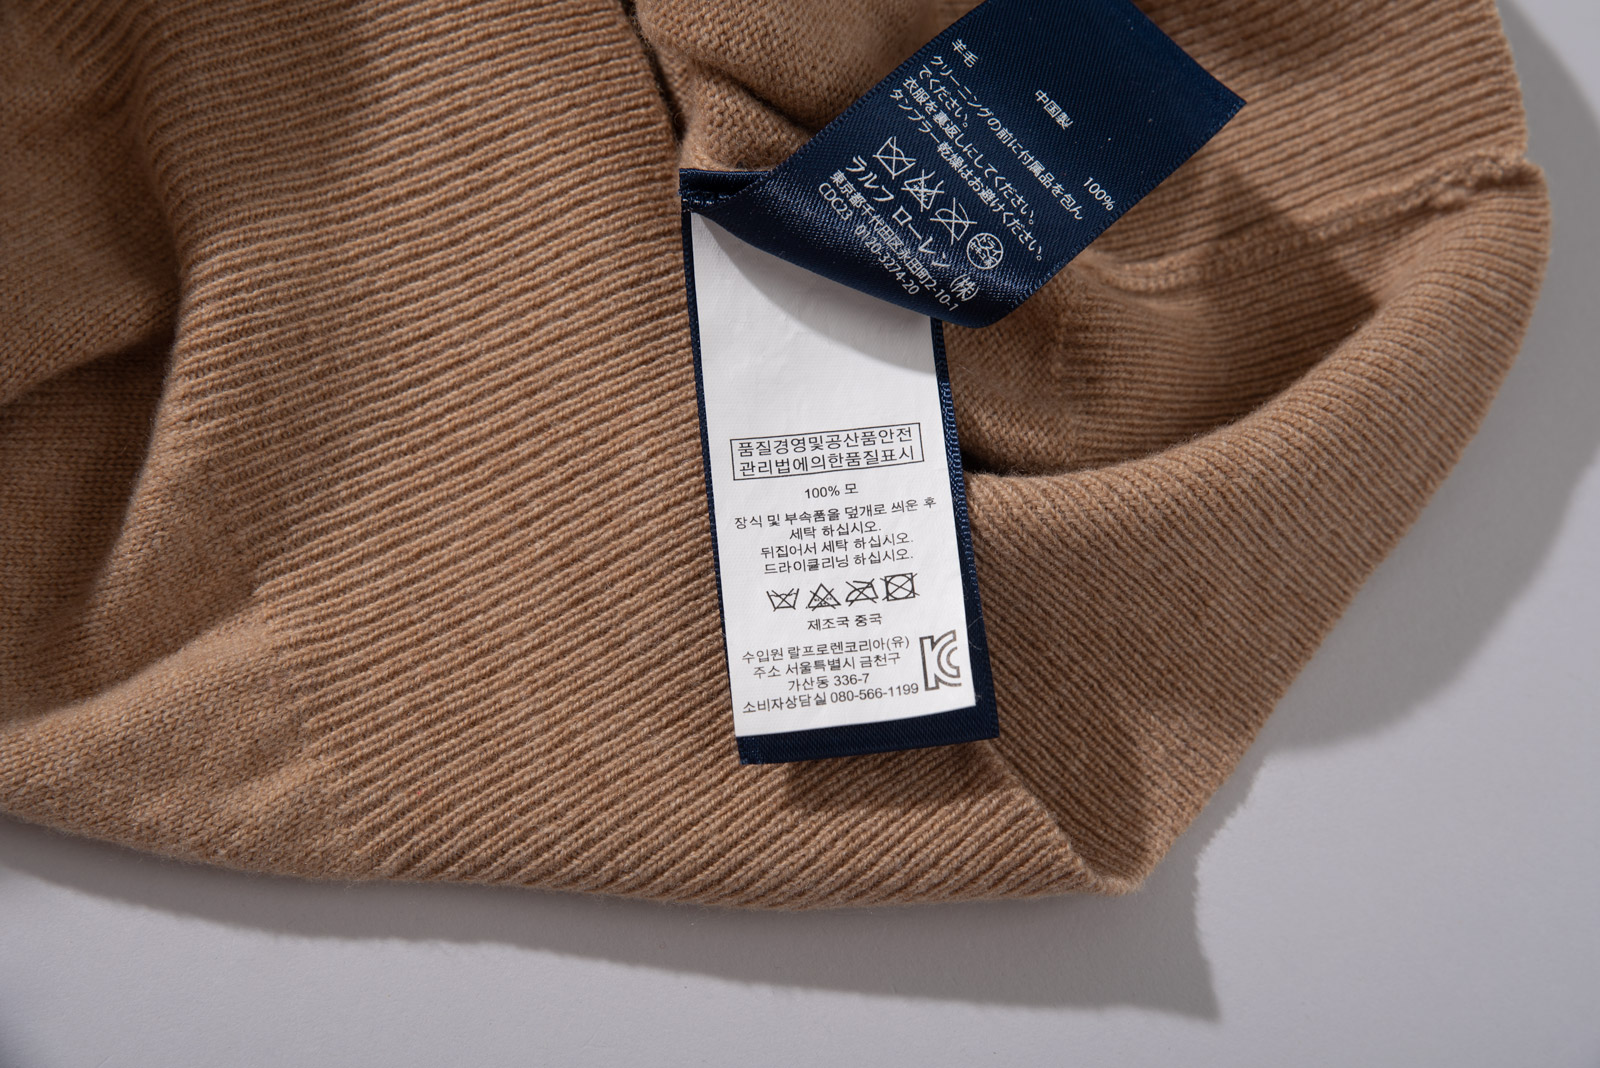 羊毛 100%
中国製
クリーニングの前に付属品を包ん
でください。
衣服を裏返しにしてください。
タンブラー乾燥はお避けください。
ラルフ ローレン (株)
東京都千代田区永田町2-10-1
0120-3274-20
CDC23
품질경영및공산품안전
관리법에의한품질표시
100% 모
장식 및 부속품을 덮개로 씌운 후
세탁 하십시오.
뒤집어서 세탁 하십시오.
드라이클리닝 하십시오.
제조국 중국
수입원 랄프로렌코리아(유)
주소 서울특별시 금천구
가산동 336-7
소비자상담실 080-566-1199